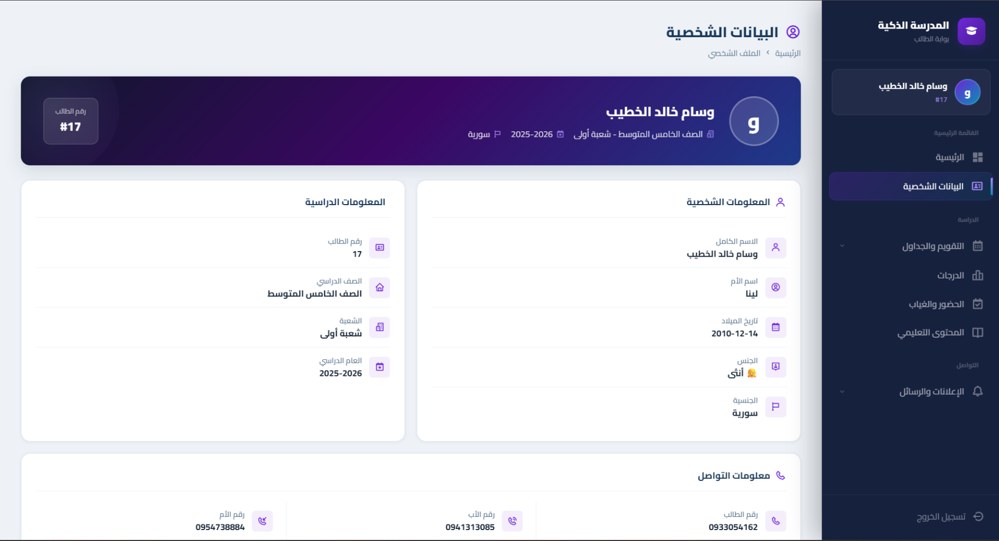 المدرسة الذكية
بوابة الطالب
و
وسام خالد الخطيب
#17
القائمة الرئيسية
الرئيسية
البيانات الشخصية
الدراسة
التقويم والجداول
الدرجات
الحضور والغياب
المحتوى التعليمي
التواصل
الإعلانات والرسائل
تسجيل الخروج
البيانات الشخصية
الرئيسية › الملف الشخصي
و
وسام خالد الخطيب
الصف الخامس المتوسط - شعبة أولى 2025-2026 سورية
رقم الطالب
#17
المعلومات الشخصية
الاسم الكامل
وسام خالد الخطيب
اسم الأم
لينا
تاريخ الميلاد
2010-12-14
الجنس
👱‍♀️ أنثى
الجنسية
سورية
المعلومات الدراسية
رقم الطالب
17
الصف الدراسي
الصف الخامس المتوسط
الشعبة
شعبة أولى
العام الدراسي
2025-2026
معلومات التواصل
رقم الطالب
0933054162
رقم الأب
0941313085
رقم الأم
0954738884